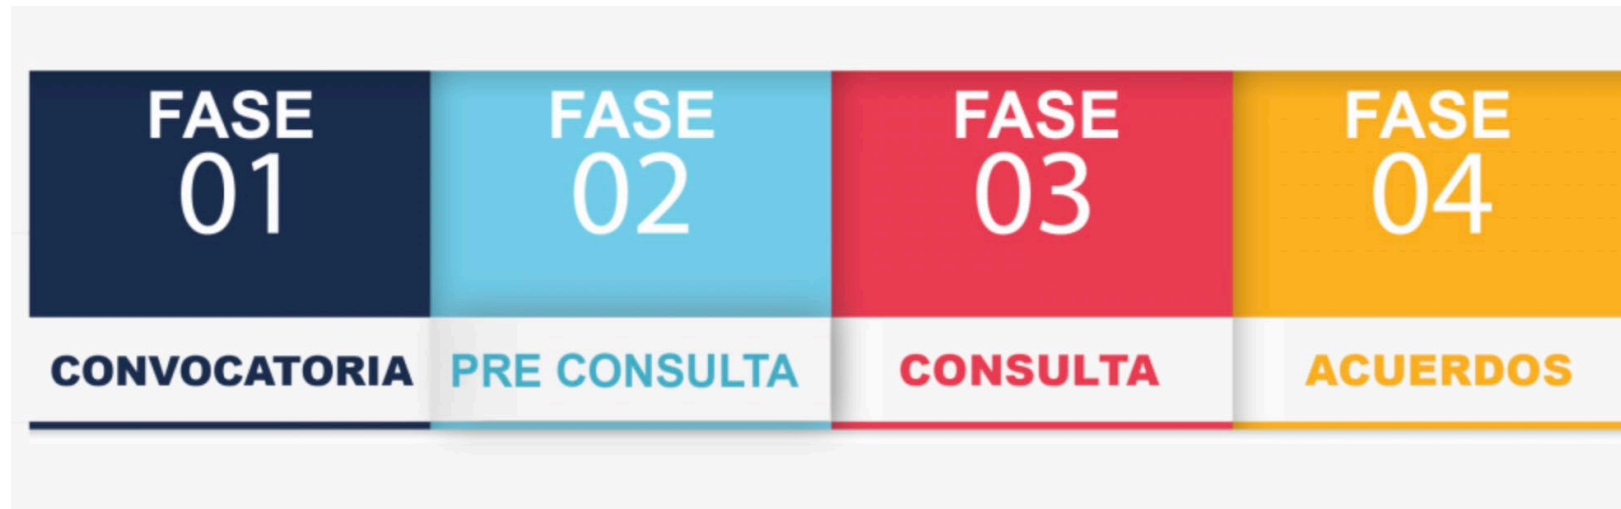 FASE
01
CONVOCATORIA
FASE
02
PRE CONSULTA
FASE
03
CONSULTA
FASE
04
ACUERDOS